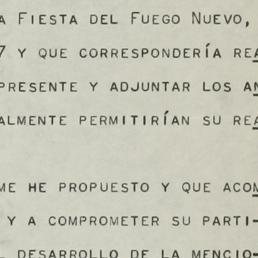 A FIESTA DEL FUEGO NUEVO,
7 Y QUE CORRESPONDERÍA REA
PRESENTE Y ADJUNTAR LOS AN
ALMENTE PERMITIRÍAN SU REA
ME HE PROPUESTO Y QUE ACOM
Y A COMPROMETER SU PARTI-
L DESARROLLO DE LA MENCIO-